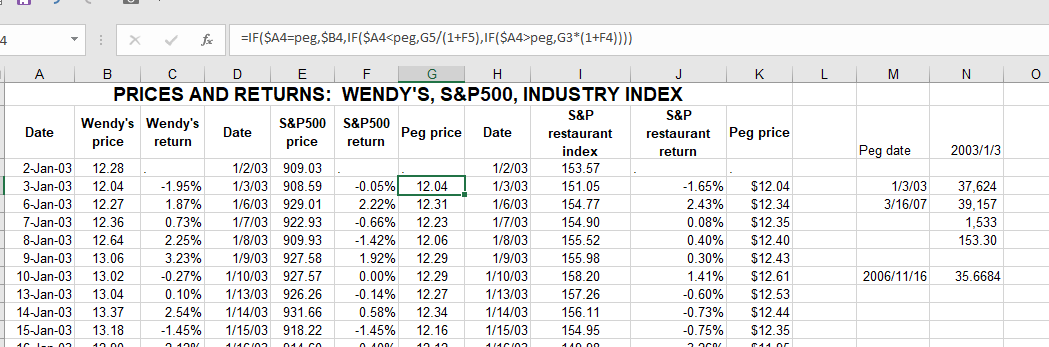 4 fx =IF($A4=peg,$B4,IF($A4<peg,G5/(1+F5),IF($A4>peg,G3*(1+F4))))
A B C D E F G H I J K L M N O
PRICES AND RETURNS: WENDY'S, S&P500, INDUSTRY INDEX
Date Wendy's price Wendy's return Date S&P500 price S&P500 return Peg price Date S&P restaurant index S&P restaurant return Peg price Peg date 2003/1/3
2-Jan-03 12.28 . 1/2/03 909.03 . . 1/2/03 153.57 . .
3-Jan-03 12.04 -1.95% 1/3/03 908.59 -0.05% 12.04 1/3/03 151.05 -1.65% $12.04 1/3/03 37,624
6-Jan-03 12.27 1.87% 1/6/03 929.01 2.22% 12.31 1/6/03 154.77 2.43% $12.34 3/16/07 39,157
7-Jan-03 12.36 0.73% 1/7/03 922.93 -0.66% 12.23 1/7/03 154.90 0.08% $12.35 1,533
8-Jan-03 12.64 2.25% 1/8/03 909.93 -1.42% 12.06 1/8/03 155.52 0.40% $12.40 153.30
9-Jan-03 13.06 3.23% 1/9/03 927.58 1.92% 12.29 1/9/03 155.98 0.30% $12.43
10-Jan-03 13.02 -0.27% 1/10/03 927.57 0.00% 12.29 1/10/03 158.20 1.41% $12.61 2006/11/16 35.6684
13-Jan-03 13.04 0.10% 1/13/03 926.26 -0.14% 12.27 1/13/03 157.26 -0.60% $12.53
14-Jan-03 13.37 2.54% 1/14/03 931.66 0.58% 12.34 1/14/03 156.11 -0.73% $12.44
15-Jan-03 13.18 -1.45% 1/15/03 918.22 -1.45% 12.16 1/15/03 154.95 -0.75% $12.35